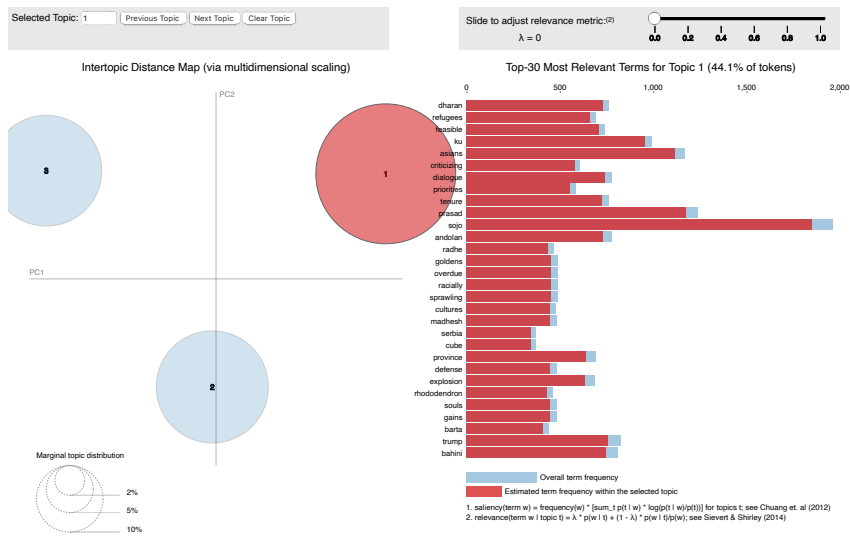 Selected Topic: 1 Previous Topic Next Topic Clear Topic
Slide to adjust relevance metric:(2)
λ = 0
0.0 0.2 0.4 0.6 0.8 1.0
Intertopic Distance Map (via multidimensional scaling)
PC2
PC1
3
1
2
Marginal topic distribution
2%
5%
10%
Top-30 Most Relevant Terms for Topic 1 (44.1% of tokens)
0 500 1,000 1,500 2,000
dharan
refugees
feasible
ku
asians
criticizing
dialogue
priorities
tenure
prasad
sojo
andolan
radhe
goldens
overdue
racially
sprawling
cultures
madhesh
serbia
cube
province
defense
explosion
rhododendron
souls
gains
barta
trump
bahini
Overall term frequency
Estimated term frequency within the selected topic
1. saliency(term w) = frequency(w) * [sum_t p(t | w) * log(p(t | w)/p(t))] for topics t; see Chuang et. al (2012)
2. relevance(term w | topic t) = λ * p(w | t) + (1 - λ) * p(w | t)/p(w); see Sievert & Shirley (2014)